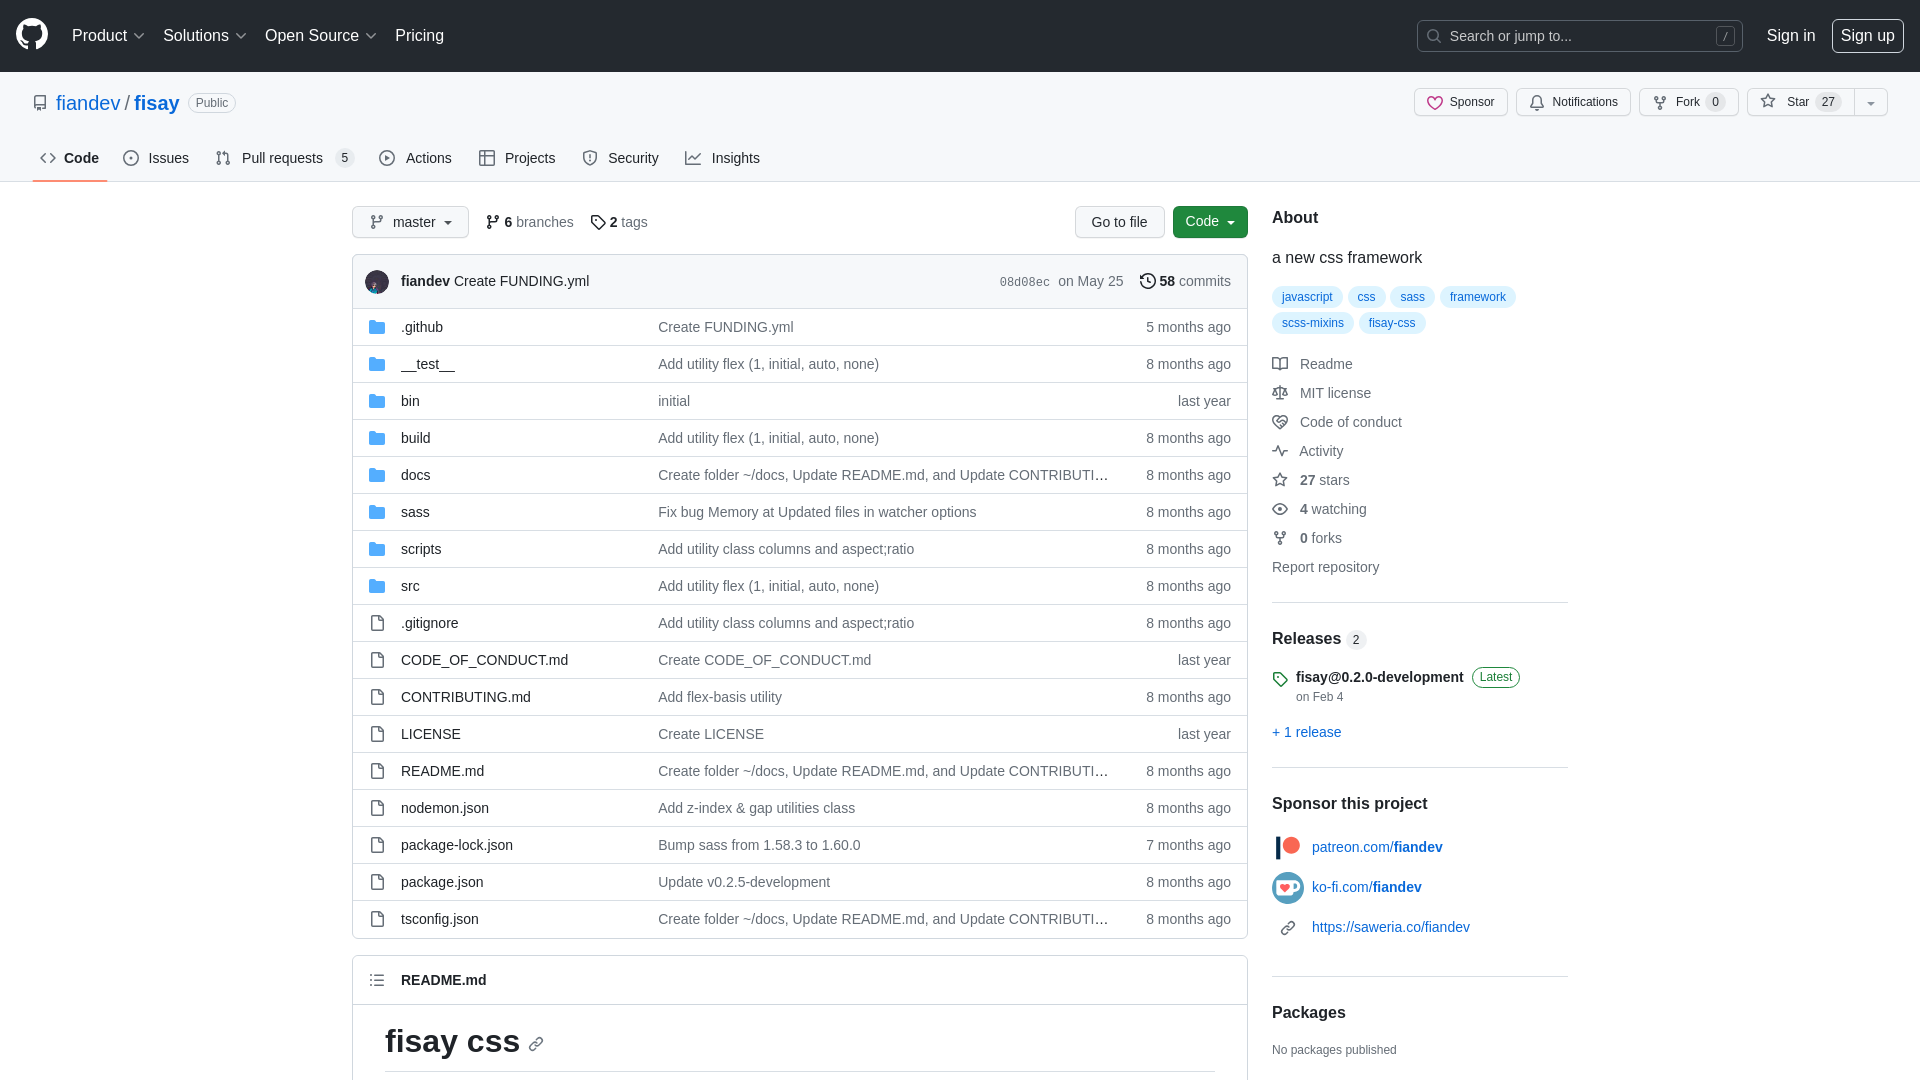 Product Solutions Open Source Pricing Search or jump to... / Sign in Sign up
fiandev / fisay Public Sponsor Notifications Fork 0 Star 27
Code Issues Pull requests 5 Actions Projects Security Insights
master 6 branches 2 tags Go to file Code
fiandev Create FUNDING.yml 08d08ec on May 25 58 commits
.github Create FUNDING.yml 5 months ago
__test__ Add utility flex (1, initial, auto, none) 8 months ago
bin initial last year
build Add utility flex (1, initial, auto, none) 8 months ago
docs Create folder ~/docs, Update README.md, and Update CONTRIBUTI… 8 months ago
sass Fix bug Memory at Updated files in watcher options 8 months ago
scripts Add utility class columns and aspect;ratio 8 months ago
src Add utility flex (1, initial, auto, none) 8 months ago
.gitignore Add utility class columns and aspect;ratio 8 months ago
CODE_OF_CONDUCT.md Create CODE_OF_CONDUCT.md last year
CONTRIBUTING.md Add flex-basis utility 8 months ago
LICENSE Create LICENSE last year
README.md Create folder ~/docs, Update README.md, and Update CONTRIBUTI… 8 months ago
nodemon.json Add z-index & gap utilities class 8 months ago
package-lock.json Bump sass from 1.58.3 to 1.60.0 7 months ago
package.json Update v0.2.5-development 8 months ago
tsconfig.json Create folder ~/docs, Update README.md, and Update CONTRIBUTI… 8 months ago
README.md
fisay css
About
a new css framework
javascript css sass framework
scss-mixins fisay-css
Readme
MIT license
Code of conduct
Activity
27 stars
4 watching
0 forks
Report repository
Releases 2
fisay@0.2.0-development Latest
on Feb 4
+ 1 release
Sponsor this project
patreon.com/fiandev
ko-fi.com/fiandev
https://saweria.co/fiandev
Packages
No packages published